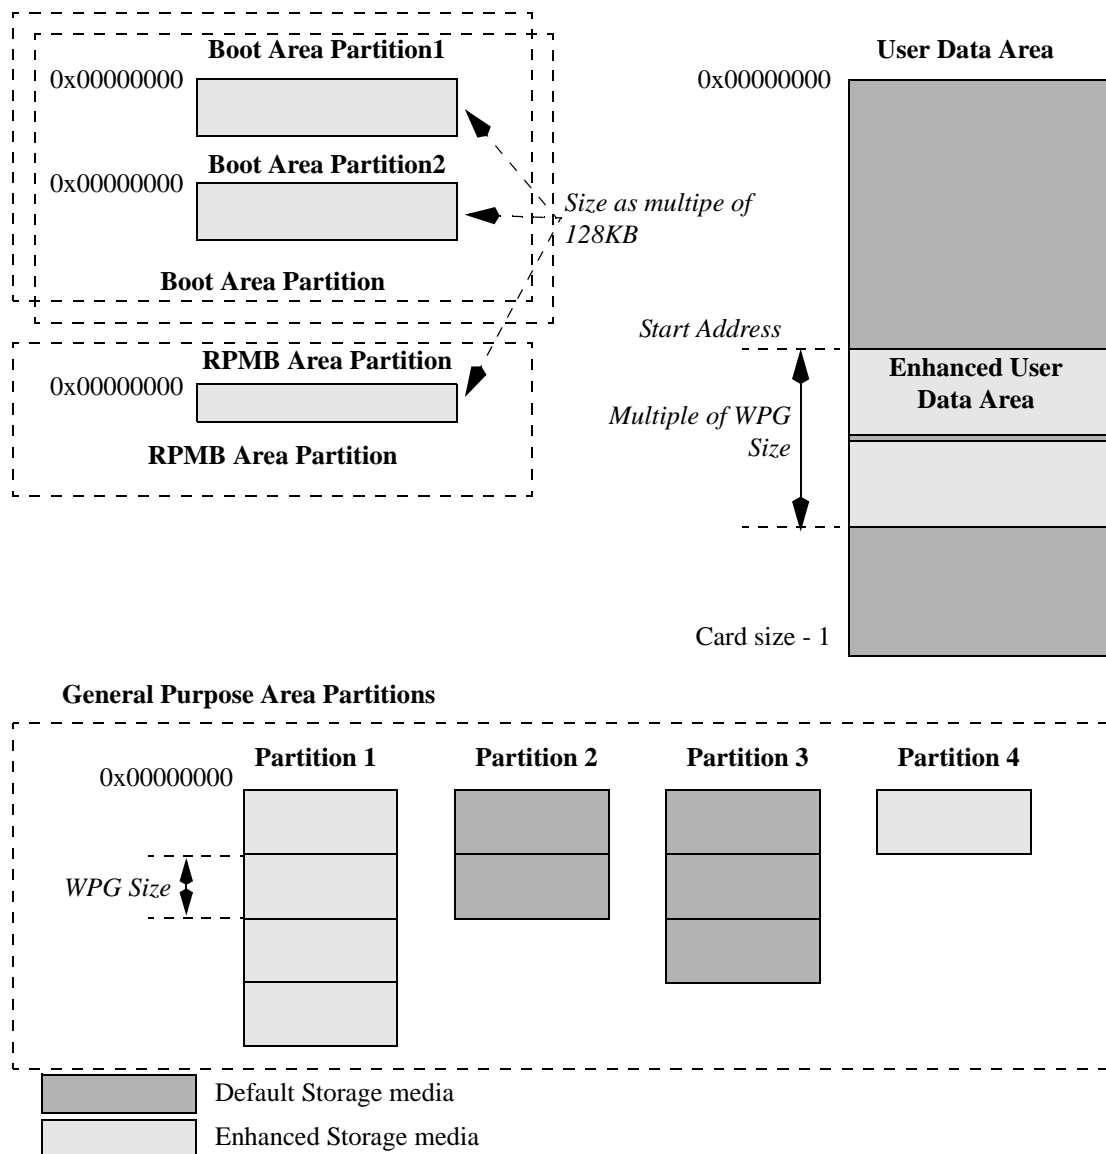 Boot Area Partition1
0x00000000
Boot Area Partition2
0x00000000
Size as multipe of
128KB
Boot Area Partition
RPMB Area Partition
0x00000000
RPMB Area Partition
User Data Area
0x00000000
Start Address
Enhanced User
Data Area
Multiple of WPG
Size
Card size - 1
General Purpose Area Partitions
Partition 1
Partition 2
Partition 3
Partition 4
0x00000000
WPG Size
Default Storage media
Enhanced Storage media